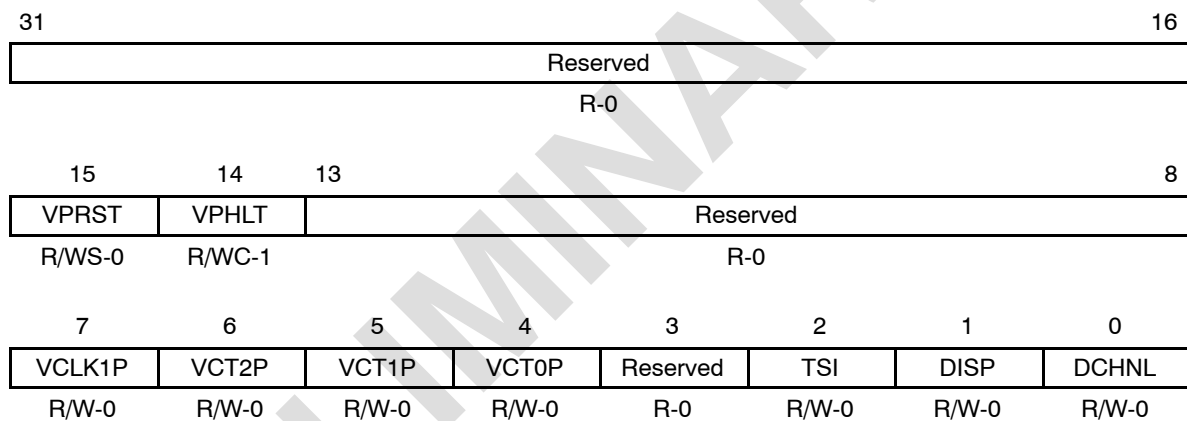 31 16
Reserved
R-0
15 14 13 8
VPRST VPHLT Reserved
R/WS-0 R/WC-1 R-0
7 6 5 4 3 2 1 0
VCLK1P VCT2P VCT1P VCT0P Reserved TSI DISP DCHNL
R/W-0 R/W-0 R/W-0 R/W-0 R-0 R/W-0 R/W-0 R/W-0